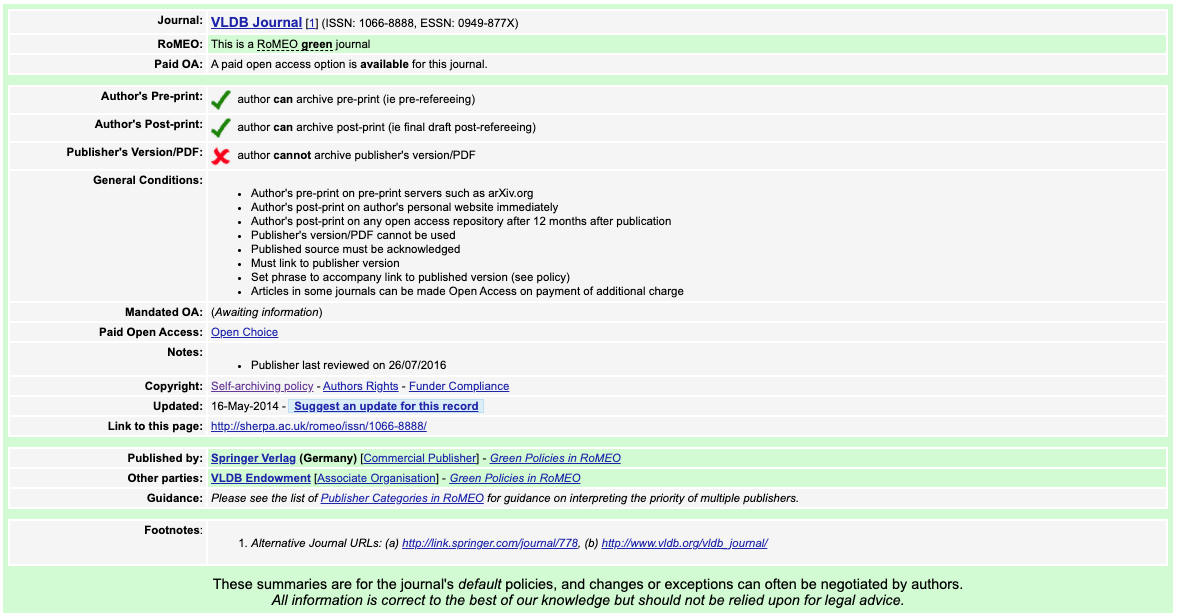 Journal: VLDB Journal [1] (ISSN: 1066-8888, ESSN: 0949-877X)
RoMEO: This is a RoMEO green journal
Paid OA: A paid open access option is available for this journal.
Author's Pre-print: author can archive pre-print (ie pre-refereeing)
Author's Post-print: author can archive post-print (ie final draft post-refereeing)
Publisher's Version/PDF: author cannot archive publisher's version/PDF
General Conditions:
• Author's pre-print on pre-print servers such as arXiv.org
• Author's post-print on author's personal website immediately
• Author's post-print on any open access repository after 12 months after publication
• Publisher's version/PDF cannot be used
• Published source must be acknowledged
• Must link to publisher version
• Set phrase to accompany link to published version (see policy)
• Articles in some journals can be made Open Access on payment of additional charge
Mandated OA: (Awaiting information)
Paid Open Access: Open Choice
Notes:
• Publisher last reviewed on 26/07/2016
Copyright: Self-archiving policy - Authors Rights - Funder Compliance
Updated: 16-May-2014 - Suggest an update for this record
Link to this page: http://sherpa.ac.uk/romeo/issn/1066-8888/
Published by: Springer Verlag (Germany) [Commercial Publisher] - Green Policies in RoMEO
Other parties: VLDB Endowment [Associate Organisation] - Green Policies in RoMEO
Guidance: Please see the list of Publisher Categories in RoMEO for guidance on interpreting the priority of multiple publishers.
Footnotes:
1. Alternative Journal URLs: (a) http://link.springer.com/journal/778, (b) http://www.vldb.org/vldb_journal/
These summaries are for the journal's default policies, and changes or exceptions can often be negotiated by authors.
All information is correct to the best of our knowledge but should not be relied upon for legal advice.